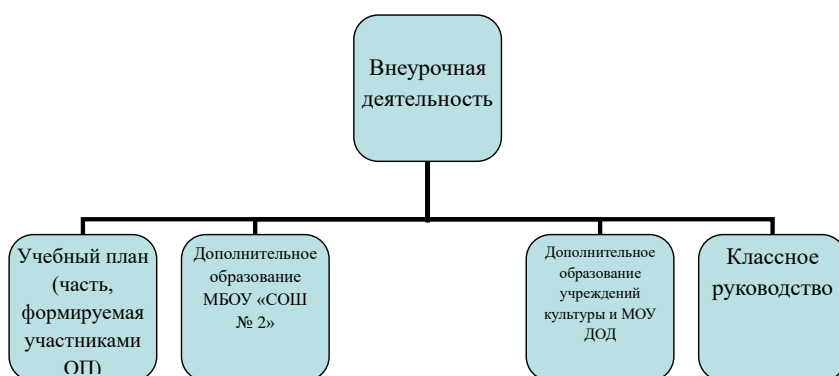 Внеурочная
деятельность
Учебный план
(часть,
формируемая
участниками
ОП)
Дополнительное
образование
МБОУ «СОШ
№ 2»
Дополнительное
образование
учреждений
культуры и МОУ
ДОД
Классное
руководство